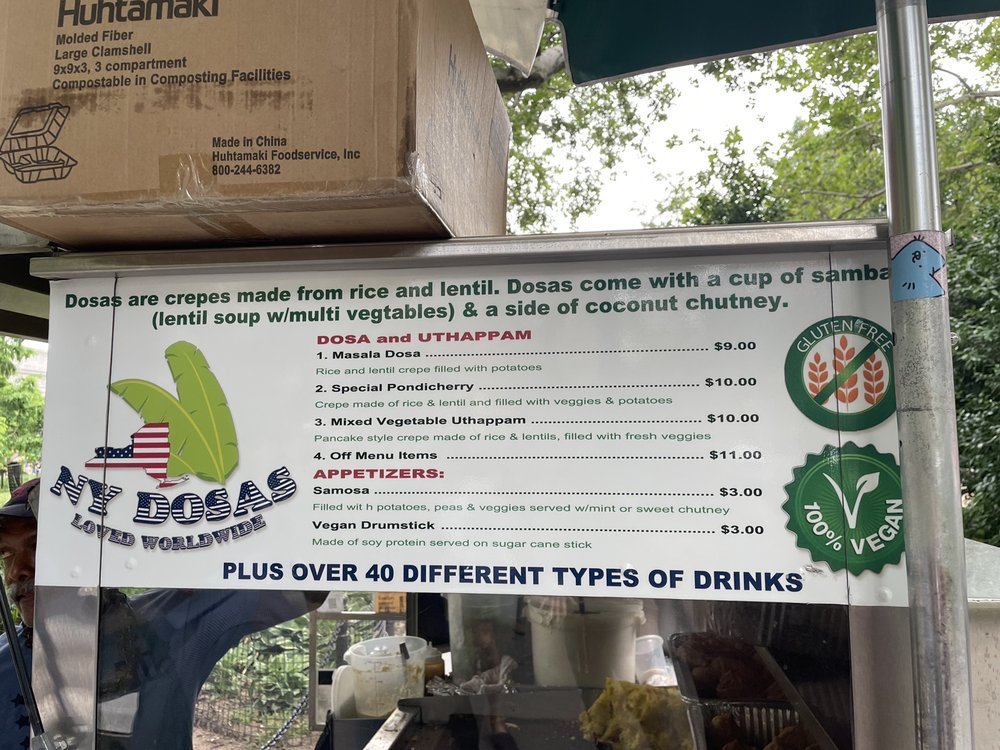 Huhtamaki
Molded Fiber
Large Clamshell
9x9x3, 3 compartment
Compostable in Composting Facilities
Made in China
Huhtamaki Foodservice, Inc
800-244-6382
Dosas are crepes made from rice and lentil. Dosas come with a cup of samba
(lentil soup w/multi vegtables) & a side of coconut chutney.
DOSA and UTHAPPAM
1. Masala Dosa ........ $9.00
Rice and lentil crepe filled with potatoes
2. Special Pondicherry ........ $10.00
Crepe made of rice & lentil and filled with veggies & potatoes
3. Mixed Vegetable Uthappam ........ $10.00
Pancake style crepe made of rice & lentils, filled with fresh veggies
4. Off Menu Items ........ $11.00
APPETIZERS:
Samosa ........ $3.00
Filled wit h potatoes, peas & veggies served w/mint or sweet chutney
Vegan Drumstick ........ $3.00
Made of soy protein served on sugar cane stick
PLUS OVER 40 DIFFERENT TYPES OF DRINKS
NY DOSAS
LOVED WORLDWIDE
GLUTEN FREE
100% VEGAN